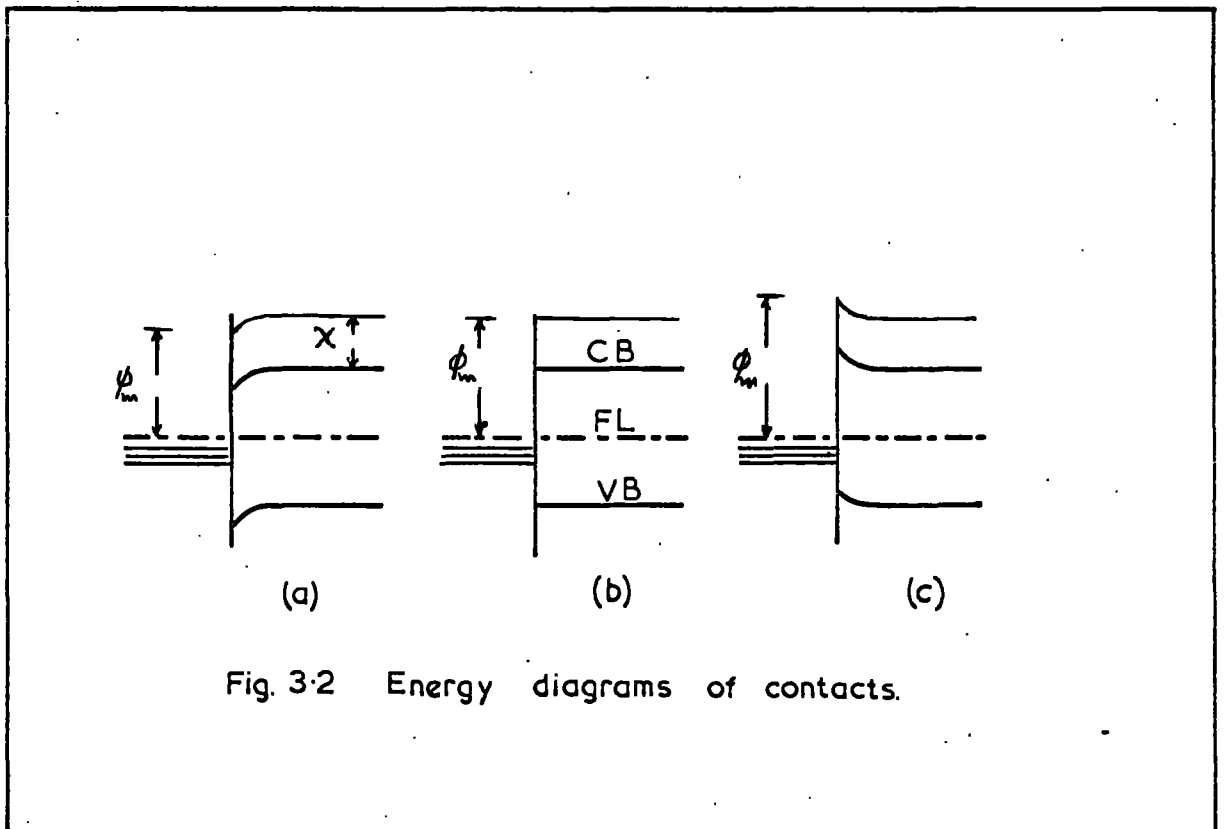 χ
ϕm
CB
ϕm
FL
VB
ϕm
(a)
(b)
(c)
Fig. 3·2 Energy diagrams of contacts.